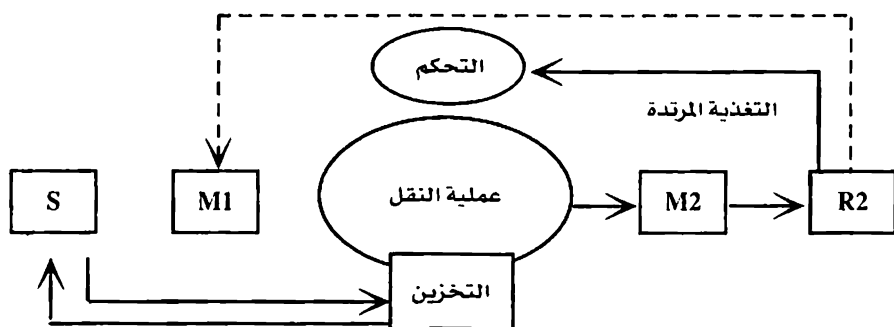 التحكم
التغذية المرتدة
S
M1
عملية النقل
M2
R2
التخزين